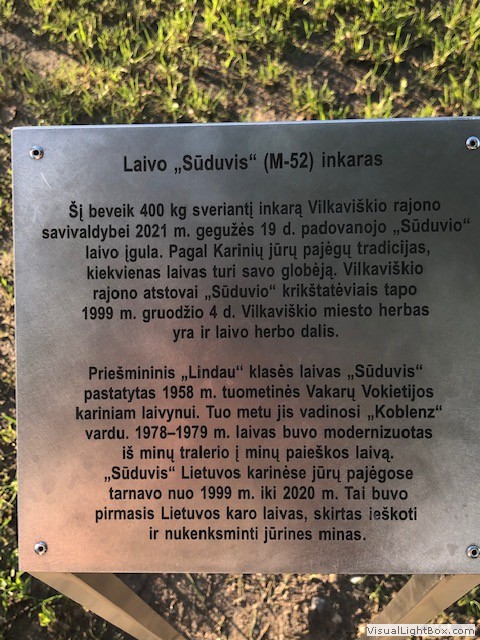 Laivo „Sūduvis“ (M-52) inkaras
Šį beveik 400 kg sveriantį inkarą Vilkaviškio rajono
savivaldybei 2021 m. gegužės 19 d. padovanojo „Sūduvio“
laivo įgula. Pagal Karinių jūrų pajėgų tradicijas,
kiekvienas laivas turi savo globėją. Vilkaviškio
rajono atstovai „Sūduvio“ krikštatėviais tapo
1999 m. gruodžio 4 d. Vilkaviškio miesto herbas
yra ir laivo herbo dalis.
Priešmininis „Lindau“ klasės laivas „Sūduvis“
pastatytas 1958 m. tuometinės Vakarų Vokietijos
kariniam laivynui. Tuo metu jis vadinosi „Koblenz“
vardu. 1978–1979 m. laivas buvo modernizuotas
iš minų tralerio į minų paieškos laivą.
„Sūduvis“ Lietuvos karinėse jūrų pajėgose
tarnavo nuo 1999 m. iki 2020 m. Tai buvo
pirmasis Lietuvos karo laivas, skirtas ieškoti
ir nukenksminti jūrines minas.
VisualLightBox.com